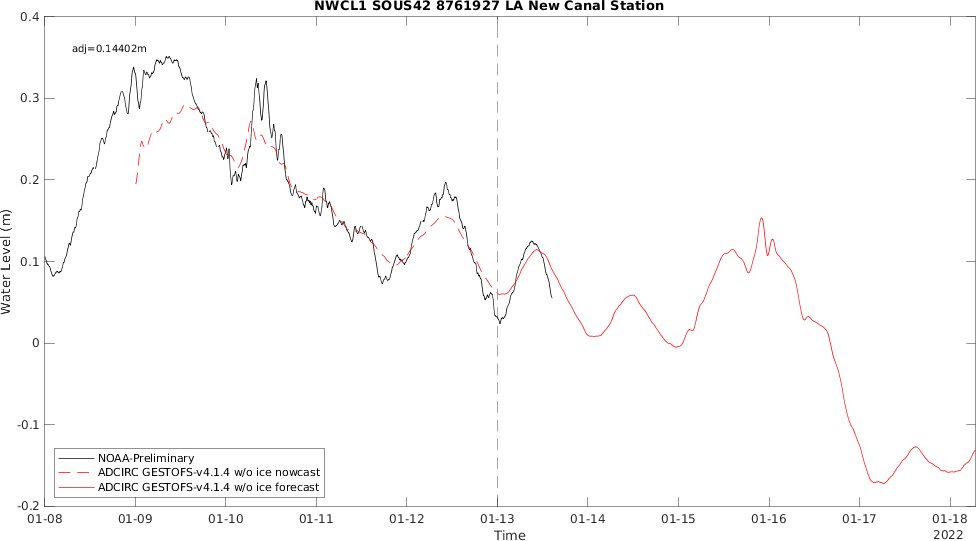 NWCL1 SOUS42 8761927 LA New Canal Station
adj=0.14402m
Water Level (m)
0.4
0.3
0.2
0.1
0
-0.1
-0.2
NOAA-Preliminary
ADCIRC GESTOFS-v4.1.4 w/o ice nowcast
ADCIRC GESTOFS-v4.1.4 w/o ice forecast
01-08 01-09 01-10 01-11 01-12 01-13 01-14 01-15 01-16 01-17 01-18
Time
2022